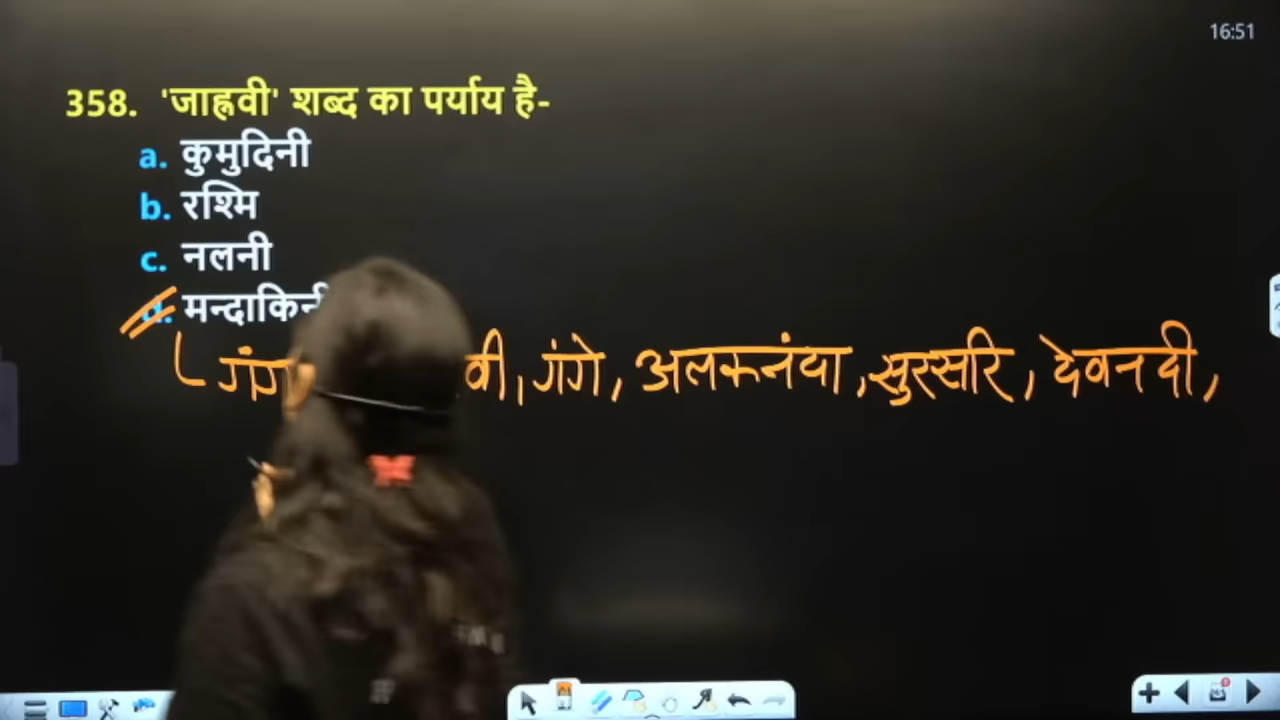 16:51
358. 'जाह्नवी' शब्द का पर्याय है-
a. कुमुदिनी
b. रश्मि
c. नलनी
d. मन्दाकिनी
गंगे, अलकनंदा, सुरसरि, देवनदी,